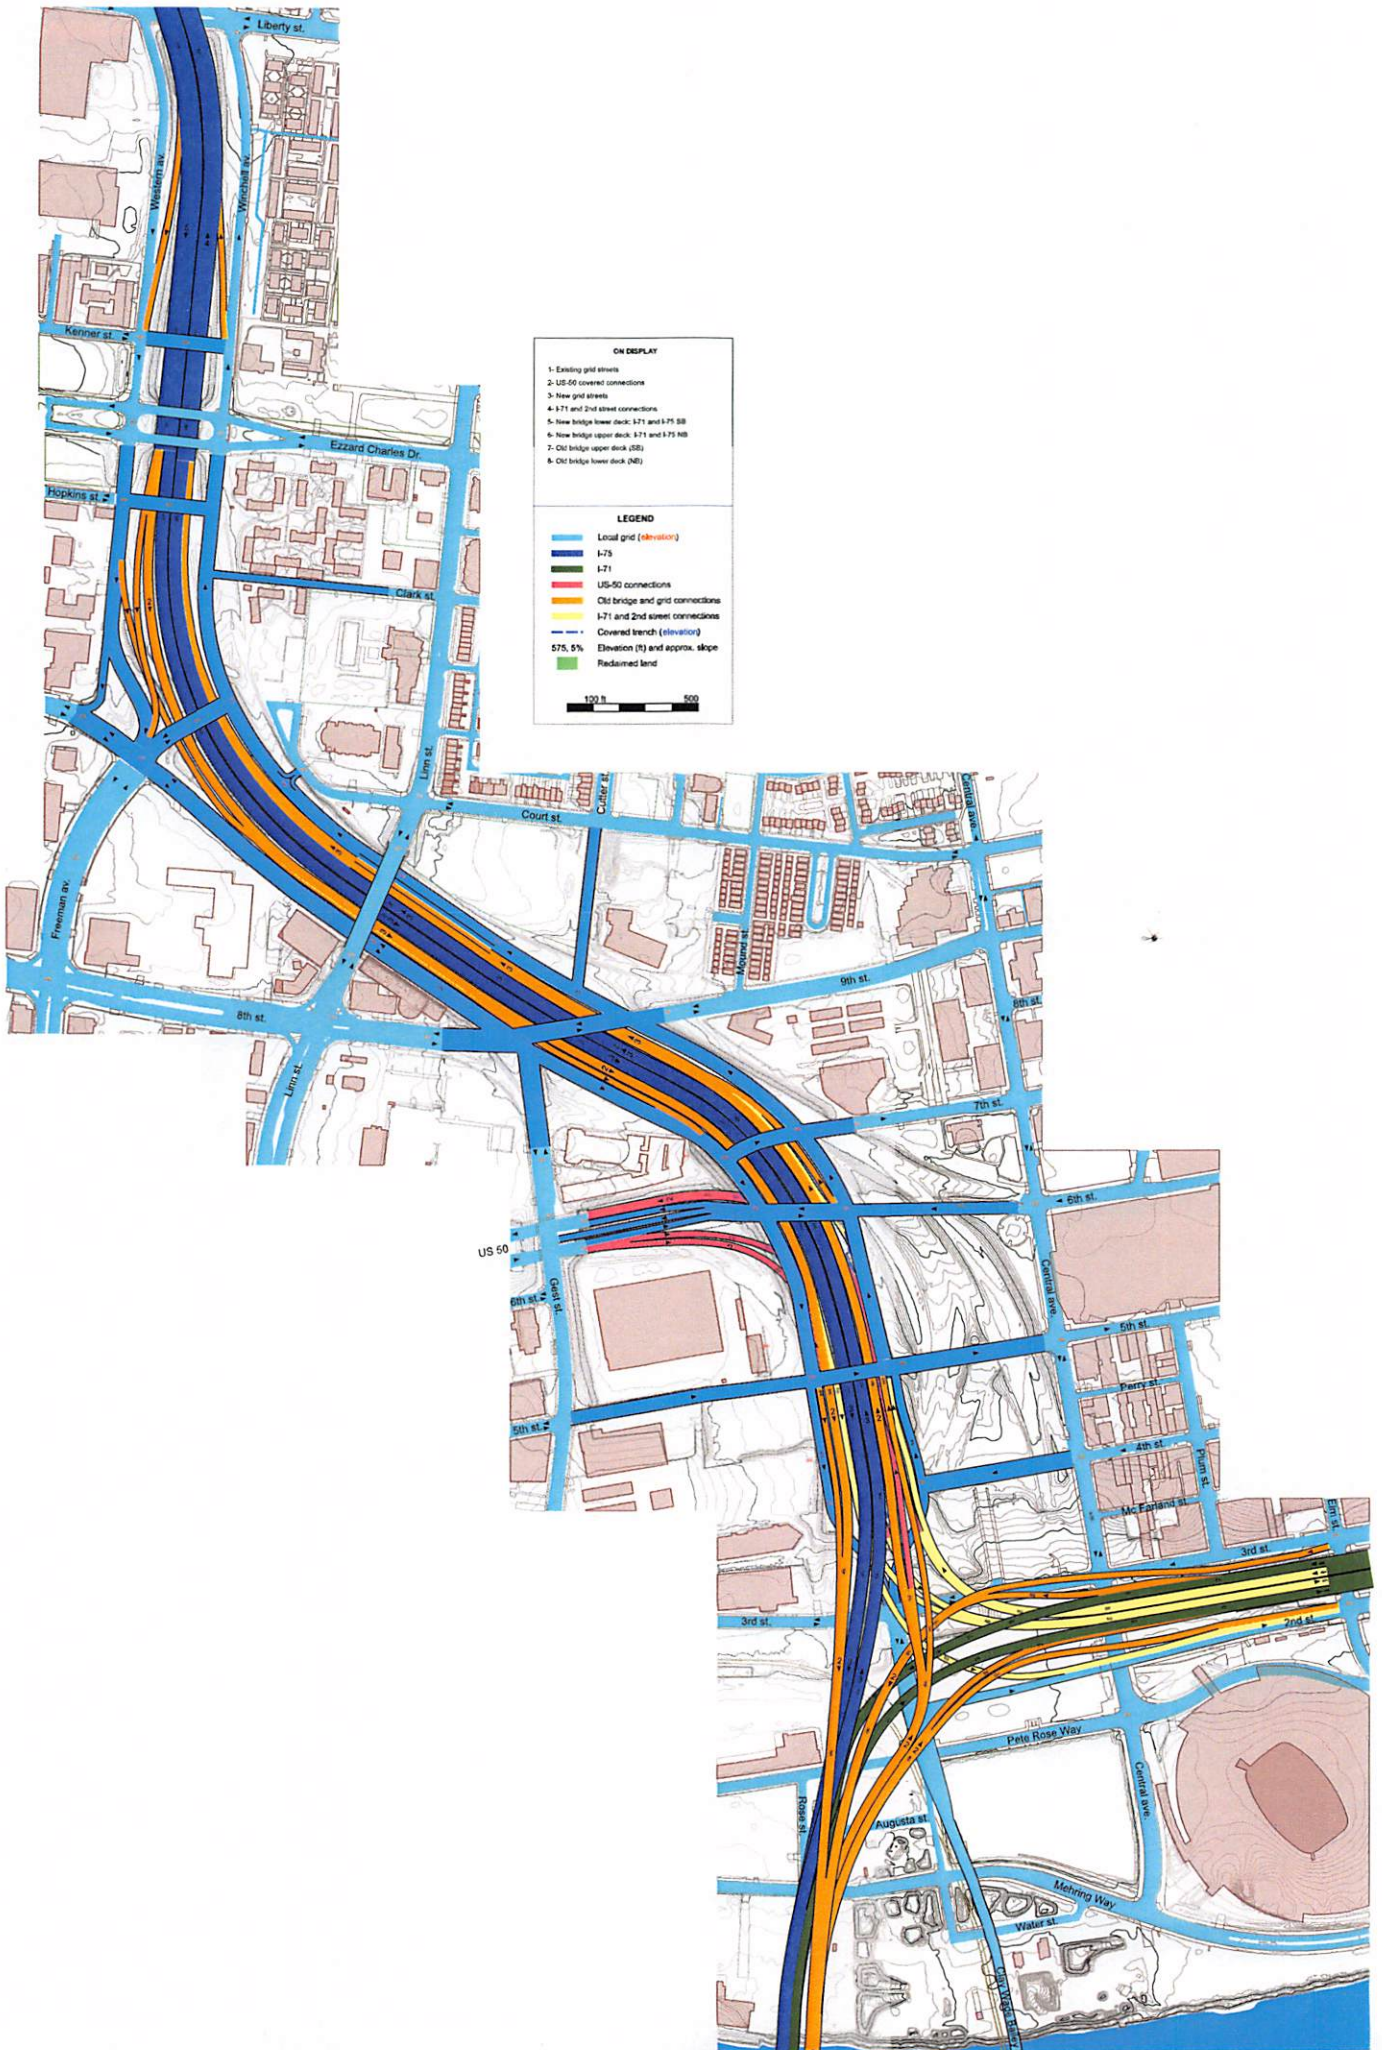 Liberty st.
Western av.
Winchell av.
Kenner st.
Ezzard Charles Dr.
Hopkins st.
Clark st.
Linn st.
Freeman av.
Court st.
Cutter st.
Central ave.
Mound st.
9th st.
8th st.
8th st.
Linn st.
7th st.
6th st.
US 50
6th st.
Gest st.
Central ave.
5th st.
Perry st.
5th st.
4th st.
Plum st.
Mc Farland st.
Elm st.
3rd st.
3rd st.
2nd st.
Pete Rose Way
Rose st.
Central ave.
Augusta st.
Mehring Way
Water st.
Clay Wade Bailey
ON DISPLAY
1- Existing grid streets
2- US-50 covered connections
3- New grid streets
4- I-71 and 2nd street connections
5- New bridge lower deck: I-71 and I-75 SB
6- New bridge upper deck: I-71 and I-75 NB
7- Old bridge upper deck (SB)
8- Old bridge lower deck (NB)
LEGEND
Local grid (elevation)
I-75
I-71
US-50 connections
Old bridge and grid connections
I-71 and 2nd street connections
Covered trench (elevation)
575, 5% Elevation (ft) and approx. slope
Reclaimed land
100 ft 500